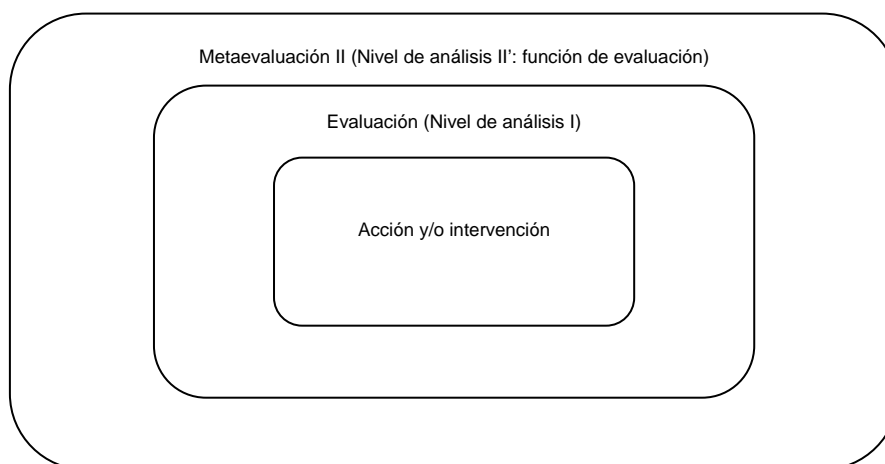 Metaevaluación II (Nivel de análisis II’: función de evaluación)
Evaluación (Nivel de análisis I)
Acción y/o intervención